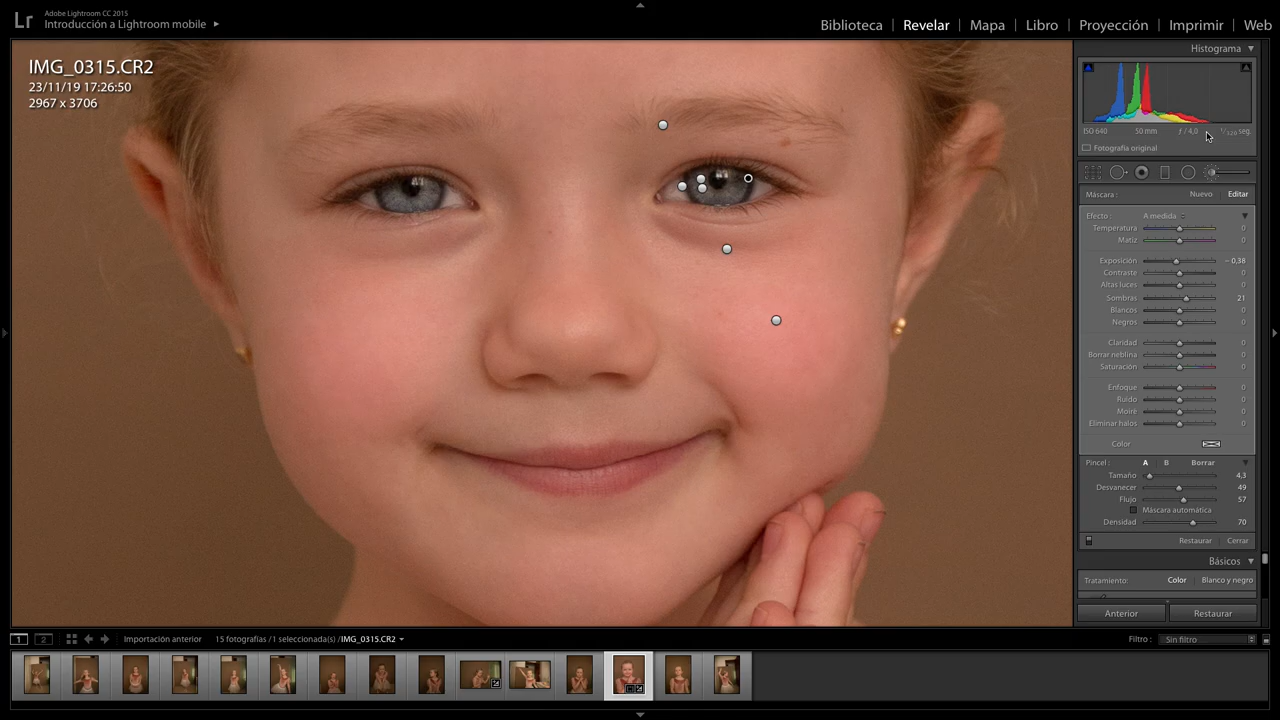 Lr
Adobe Lightroom CC 2015
Introducción a Lightroom mobile
Biblioteca | Revelar | Mapa | Libro | Proyección | Imprimir | Web
IMG_0315.CR2
23/11/19 17:26:50
2967 x 3706
Histograma
ISO 640 50 mm ƒ / 4,0 1/120 seg.
Fotografía original
Máscara : Nuevo Editar
Efecto : A medida
Temperatura 0
Matiz 0
Exposición − 0,38
Contraste 0
Altas luces 0
Sombras 21
Blancos 0
Negros 0
Claridad 0
Borrar neblina 0
Saturación 0
Enfoque 0
Ruido 0
Moiré 0
Eliminar halos 0
Color
Pincel : A B Borrar
Tamaño 4,3
Desvanecer 49
Flujo 57
Máscara automática
Densidad 70
Restaurar Cerrar
Básicos
Tratamiento: Color Blanco y negro
Anterior Restaurar
1 2 Importación anterior 15 fotografías / 1 seleccionada(s) / IMG_0315.CR2 Filtro : Sin filtro